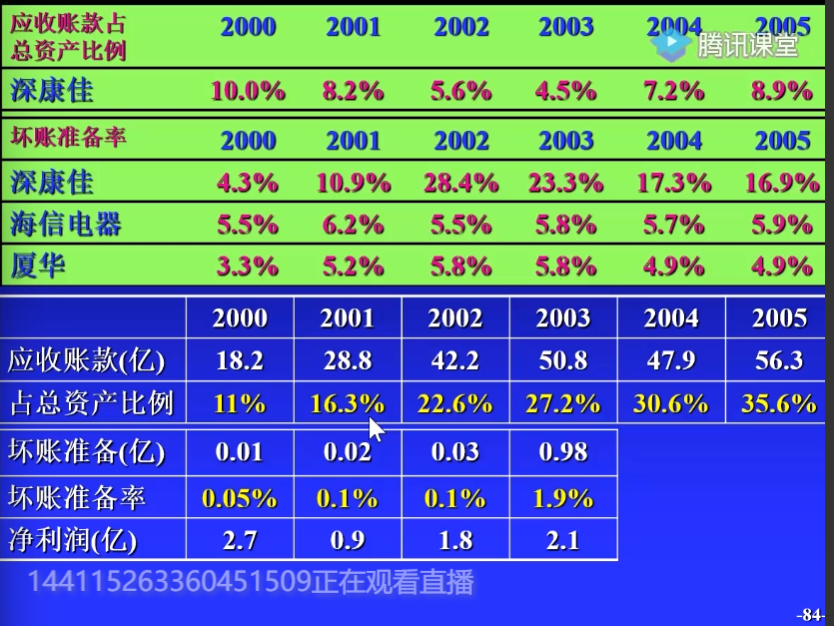 应收账款占 2000 2001 2002 2003 2004 2005
总资产比例
腾讯课堂
深康佳 10.0% 8.2% 5.6% 4.5% 7.2% 8.9%
坏账准备率 2000 2001 2002 2003 2004 2005
深康佳 4.3% 10.9% 28.4% 23.3% 17.3% 16.9%
海信电器 5.5% 6.2% 5.5% 5.8% 5.7% 5.9%
厦华 3.3% 5.2% 5.8% 5.8% 4.9% 4.9%
2000 2001 2002 2003 2004 2005
应收账款(亿) 18.2 28.8 42.2 50.8 47.9 56.3
占总资产比例 11% 16.3% 22.6% 27.2% 30.6% 35.6%
坏账准备(亿) 0.01 0.02 0.03 0.98
坏账准备率 0.05% 0.1% 0.1% 1.9%
净利润(亿) 2.7 0.9 1.8 2.1
144115263360451509正在观看直播
-84-